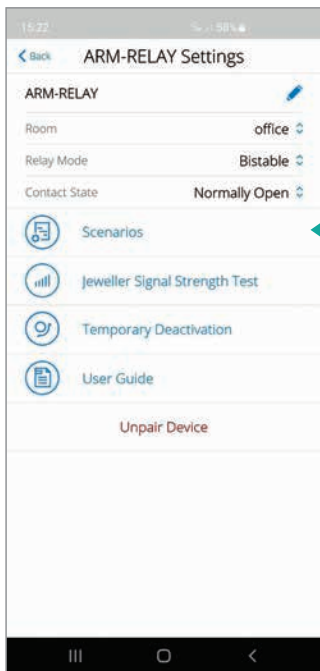 15:22 58%
Back ARM-RELAY Settings
ARM-RELAY
Room office
Relay Mode Bistable
Contact State Normally Open
Scenarios
Jeweller Signal Strength Test
Temporary Deactivation
User Guide
Unpair Device